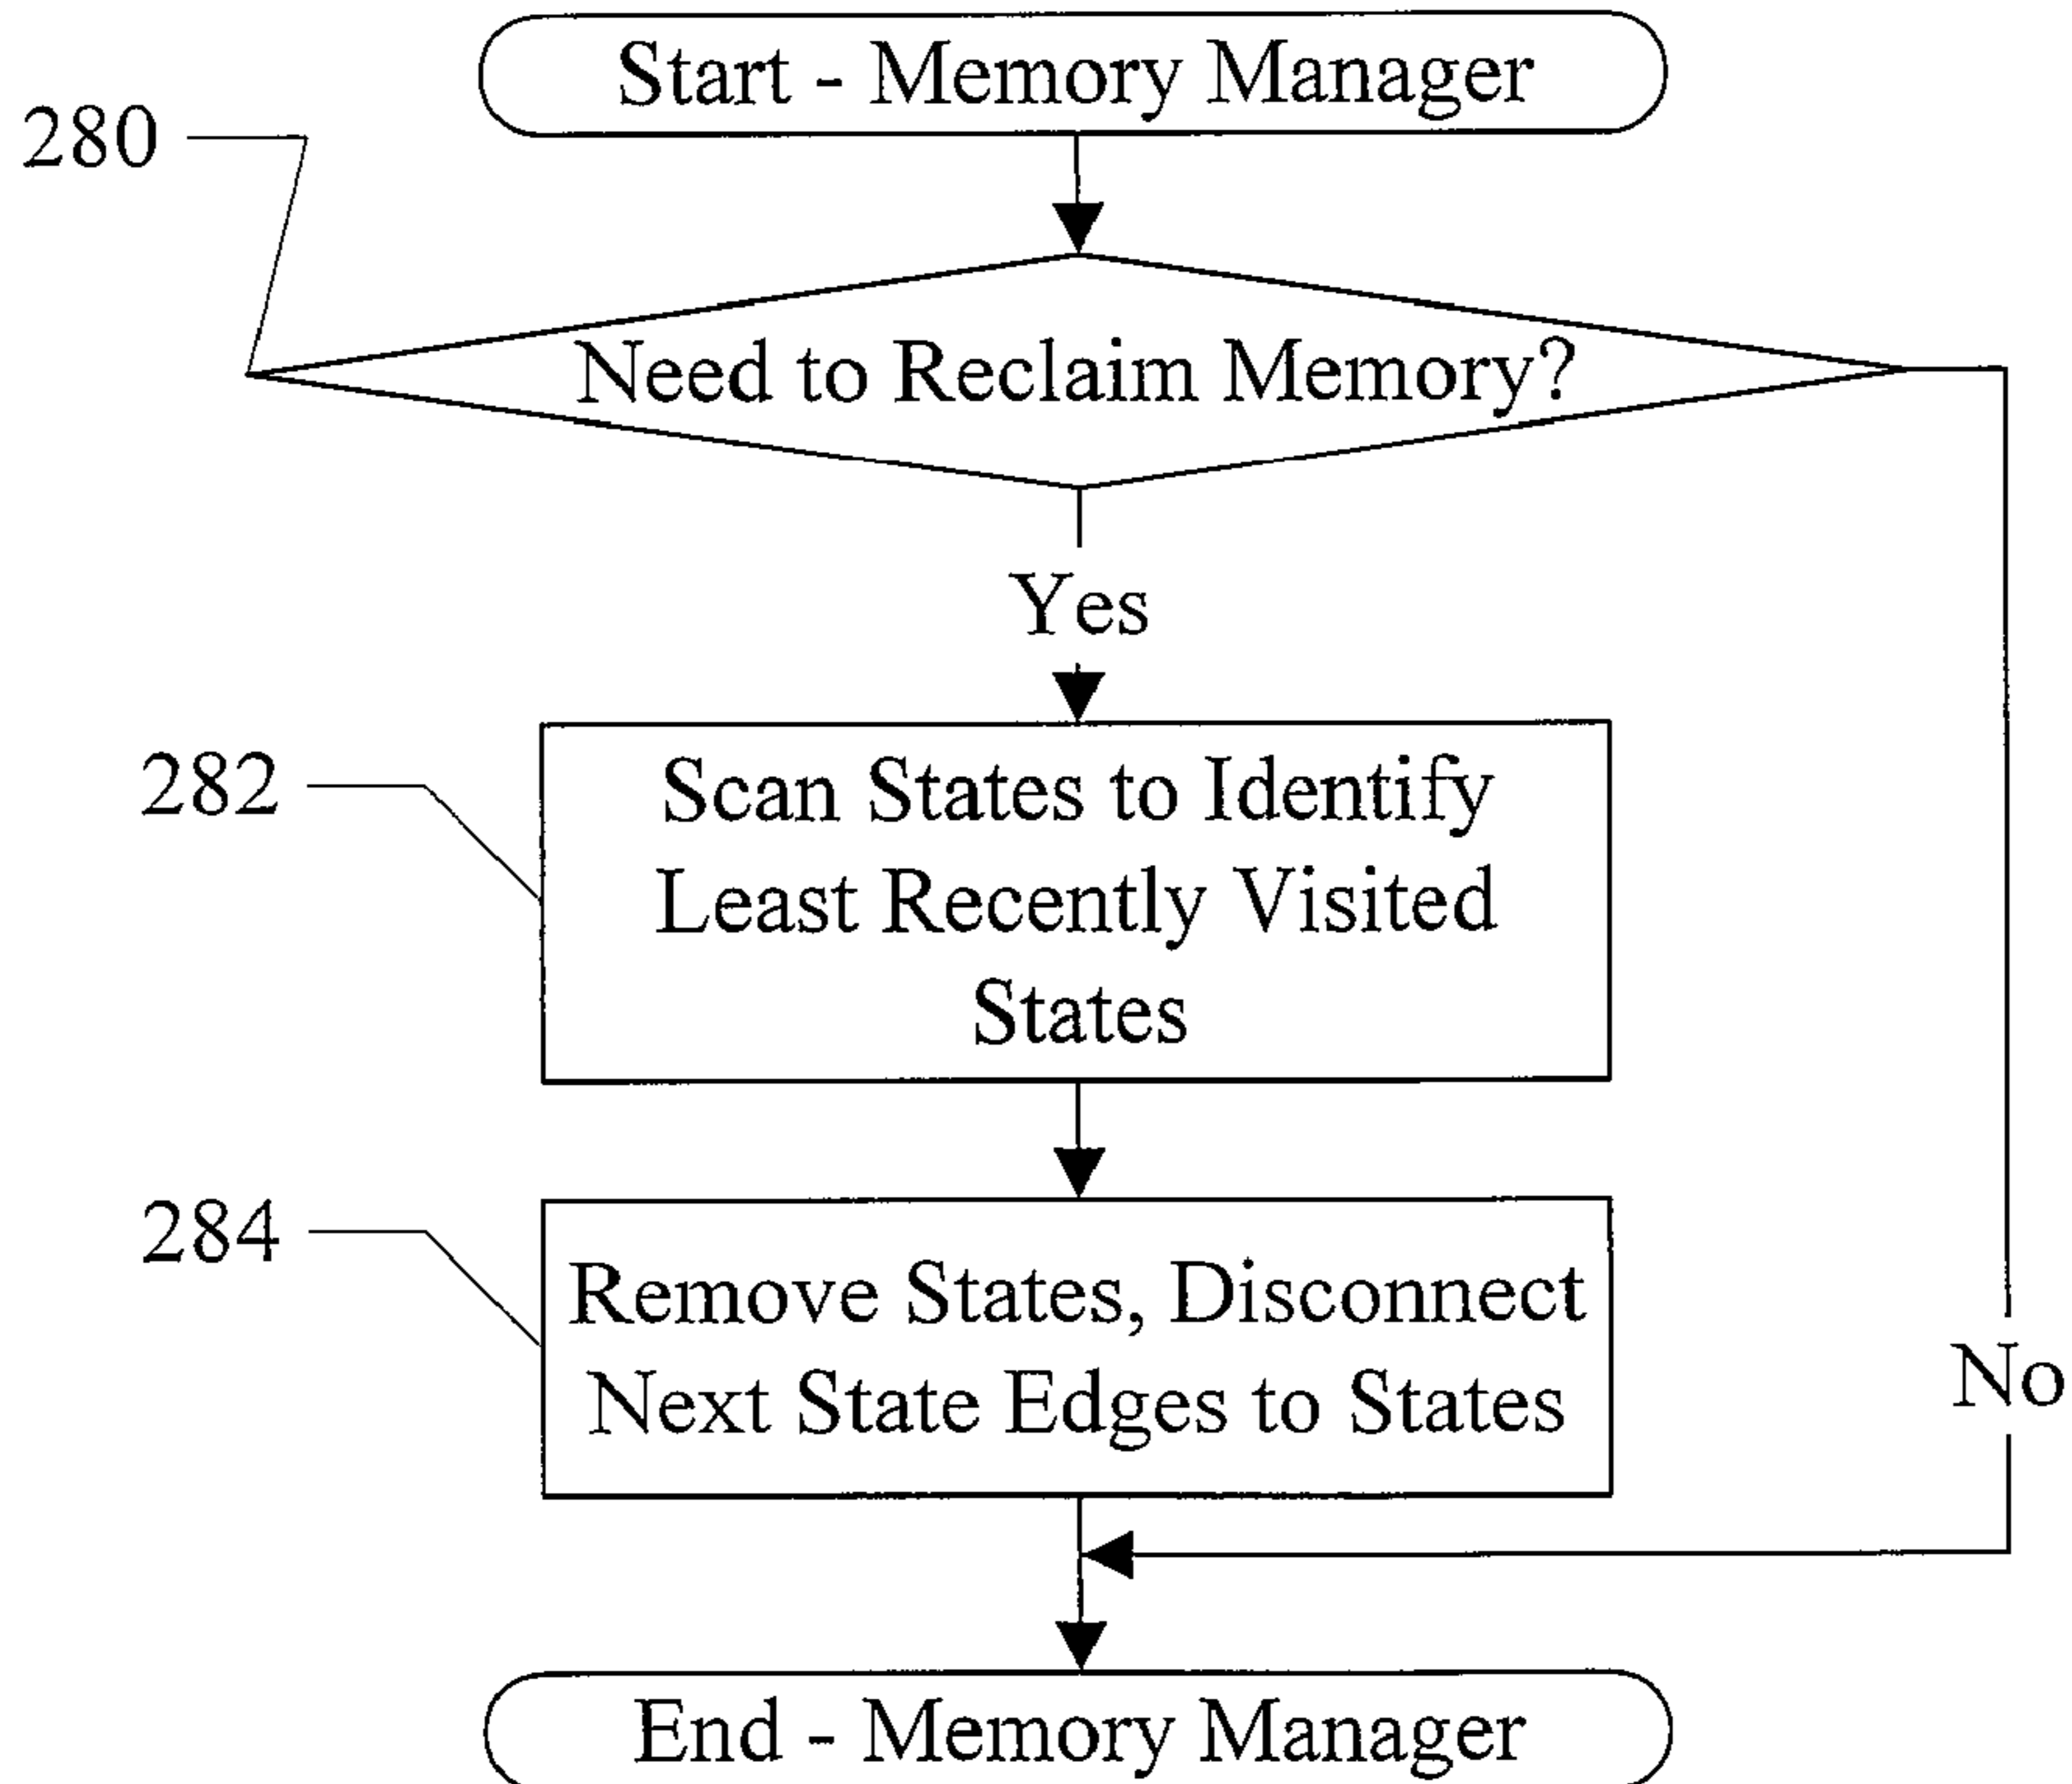 Start - Memory Manager
280
Need to Reclaim Memory?
Yes
282
Scan States to Identify
Least Recently Visited
States
284
Remove States, Disconnect
Next State Edges to States
No
End - Memory Manager